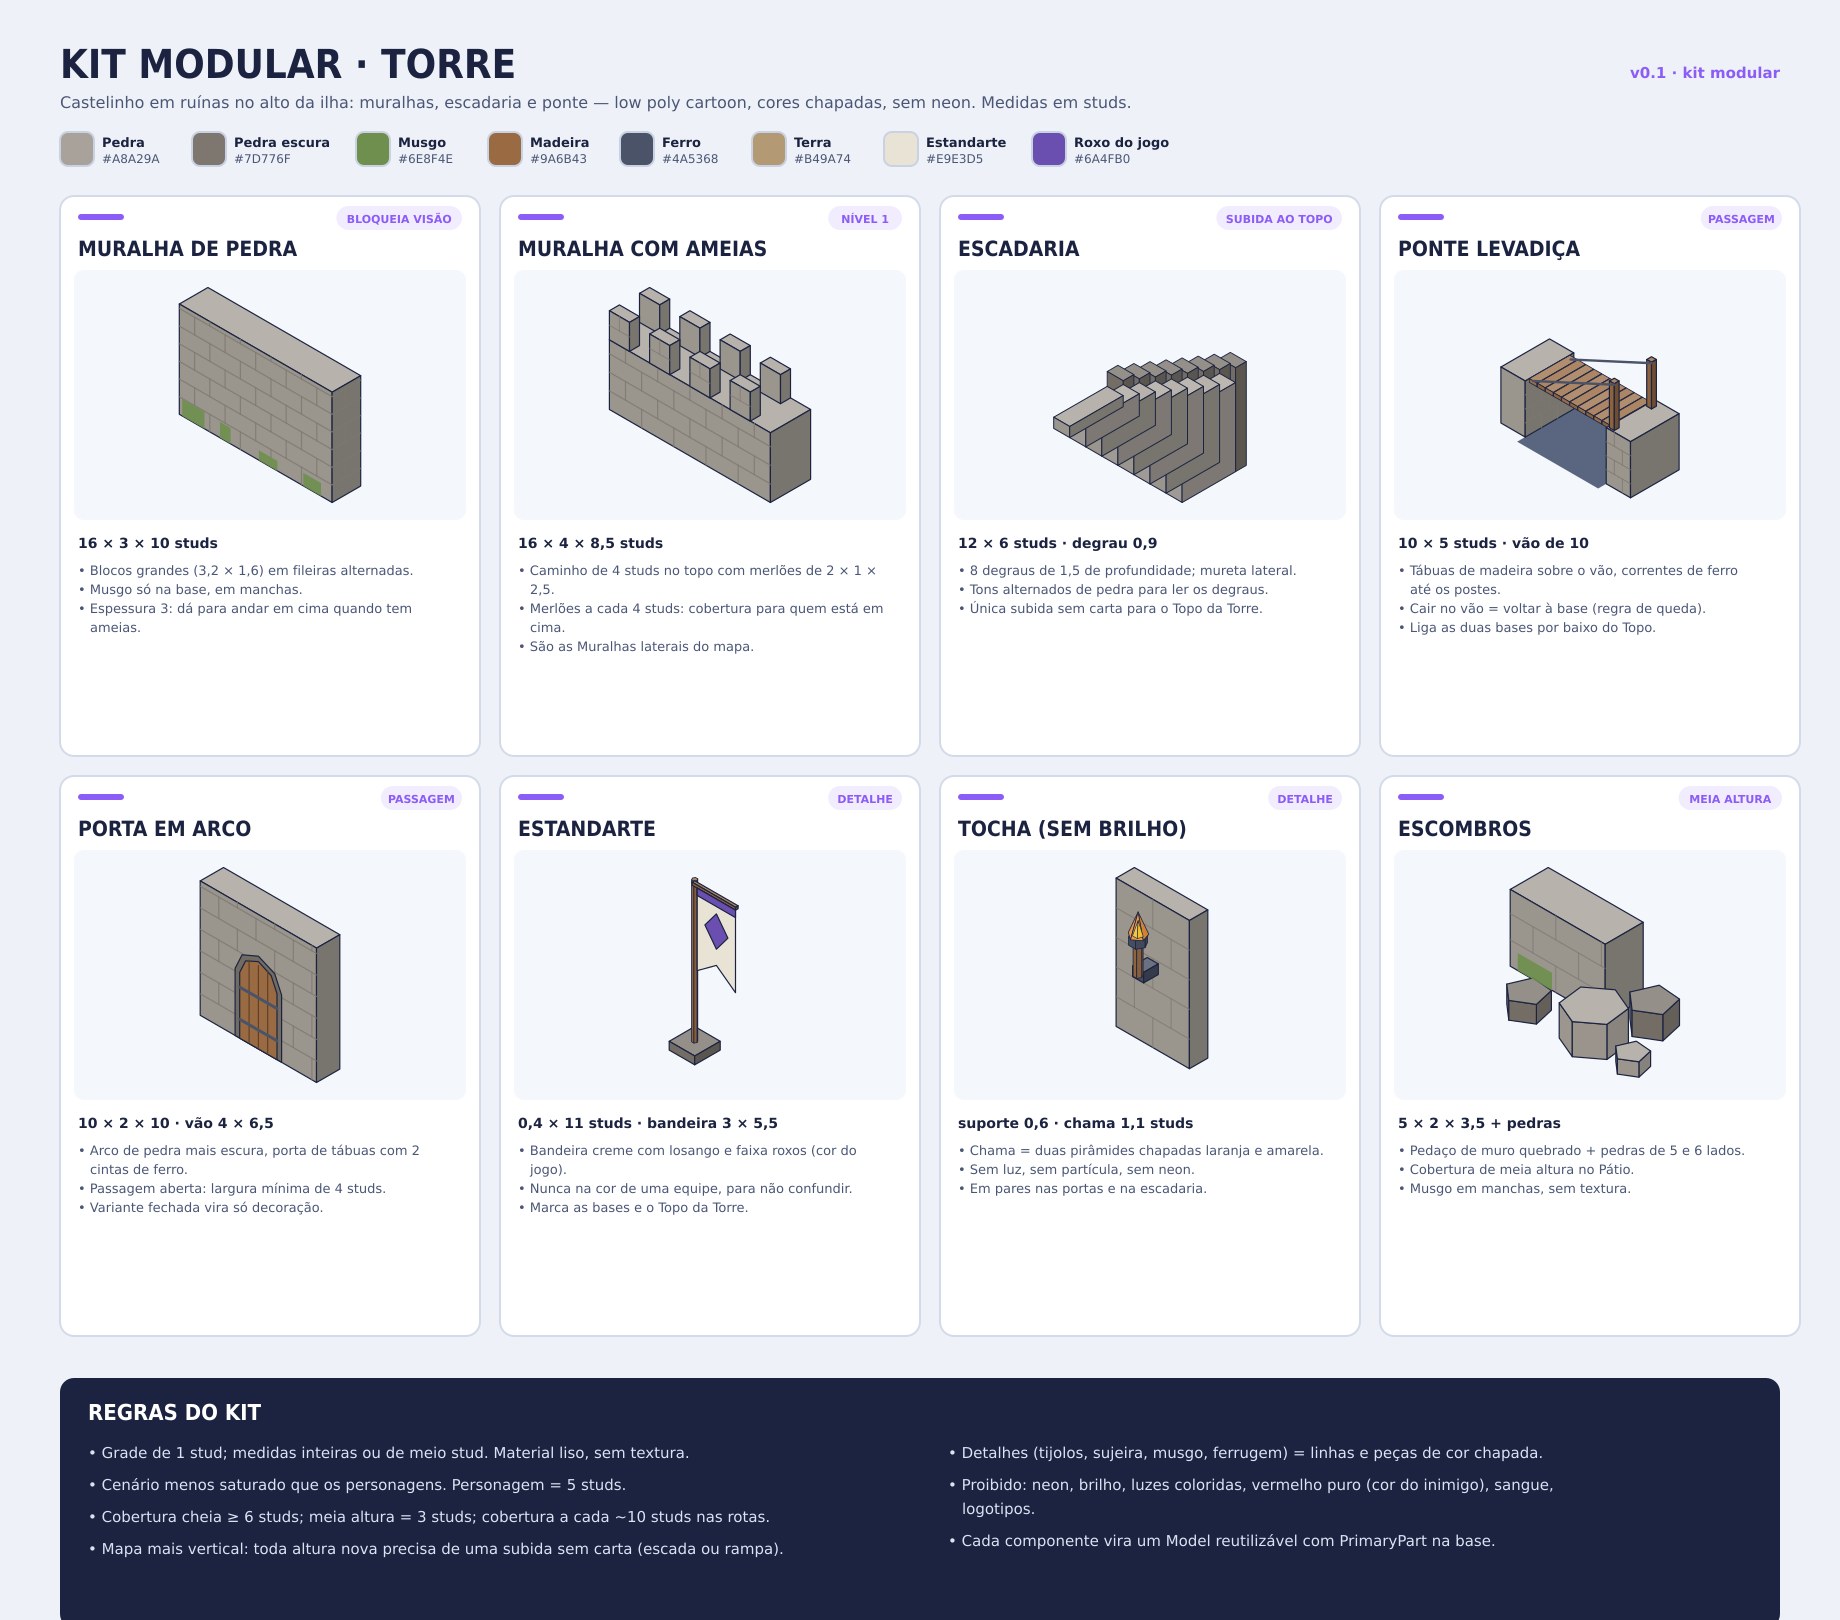 KIT MODULAR · TORRE
v0.1 · kit modular
Castelinho em ruínas no alto da ilha: muralhas, escadaria e ponte — low poly cartoon, cores chapadas, sem neon. Medidas em studs.
Pedra
#A8A29A
Pedra escura
#7D776F
Musgo
#6E8F4E
Madeira
#9A6B43
Ferro
#4A5368
Terra
#B49A74
Estandarte
#E9E3D5
Roxo do jogo
#6A4FB0
BLOQUEIA VISÃO
MURALHA DE PEDRA
16 × 3 × 10 studs
• Blocos grandes (3,2 × 1,6) em fileiras alternadas.
• Musgo só na base, em manchas.
• Espessura 3: dá para andar em cima quando tem
ameias.
NÍVEL 1
MURALHA COM AMEIAS
16 × 4 × 8,5 studs
• Caminho de 4 studs no topo com merlões de 2 × 1 ×
2,5.
• Merlões a cada 4 studs: cobertura para quem está em
cima.
• São as Muralhas laterais do mapa.
SUBIDA AO TOPO
ESCADARIA
12 × 6 studs · degrau 0,9
• 8 degraus de 1,5 de profundidade; mureta lateral.
• Tons alternados de pedra para ler os degraus.
• Única subida sem carta para o Topo da Torre.
PASSAGEM
PONTE LEVADIÇA
10 × 5 studs · vão de 10
• Tábuas de madeira sobre o vão, correntes de ferro
até os postes.
• Cair no vão = voltar à base (regra de queda).
• Liga as duas bases por baixo do Topo.
PASSAGEM
PORTA EM ARCO
10 × 2 × 10 · vão 4 × 6,5
• Arco de pedra mais escura, porta de tábuas com 2
cintas de ferro.
• Passagem aberta: largura mínima de 4 studs.
• Variante fechada vira só decoração.
DETALHE
ESTANDARTE
0,4 × 11 studs · bandeira 3 × 5,5
• Bandeira creme com losango e faixa roxos (cor do
jogo).
• Nunca na cor de uma equipe, para não confundir.
• Marca as bases e o Topo da Torre.
DETALHE
TOCHA (SEM BRILHO)
suporte 0,6 · chama 1,1 studs
• Chama = duas pirâmides chapadas laranja e amarela.
• Sem luz, sem partícula, sem neon.
• Em pares nas portas e na escadaria.
MEIA ALTURA
ESCOMBROS
5 × 2 × 3,5 + pedras
• Pedaço de muro quebrado + pedras de 5 e 6 lados.
• Cobertura de meia altura no Pátio.
• Musgo em manchas, sem textura.
REGRAS DO KIT
• Grade de 1 stud; medidas inteiras ou de meio stud. Material liso, sem textura.
• Cenário menos saturado que os personagens. Personagem = 5 studs.
• Cobertura cheia ≥ 6 studs; meia altura = 3 studs; cobertura a cada ~10 studs nas rotas.
• Mapa mais vertical: toda altura nova precisa de uma subida sem carta (escada ou rampa).
• Detalhes (tijolos, sujeira, musgo, ferrugem) = linhas e peças de cor chapada.
• Proibido: neon, brilho, luzes coloridas, vermelho puro (cor do inimigo), sangue,
logotipos.
• Cada componente vira um Model reutilizável com PrimaryPart na base.